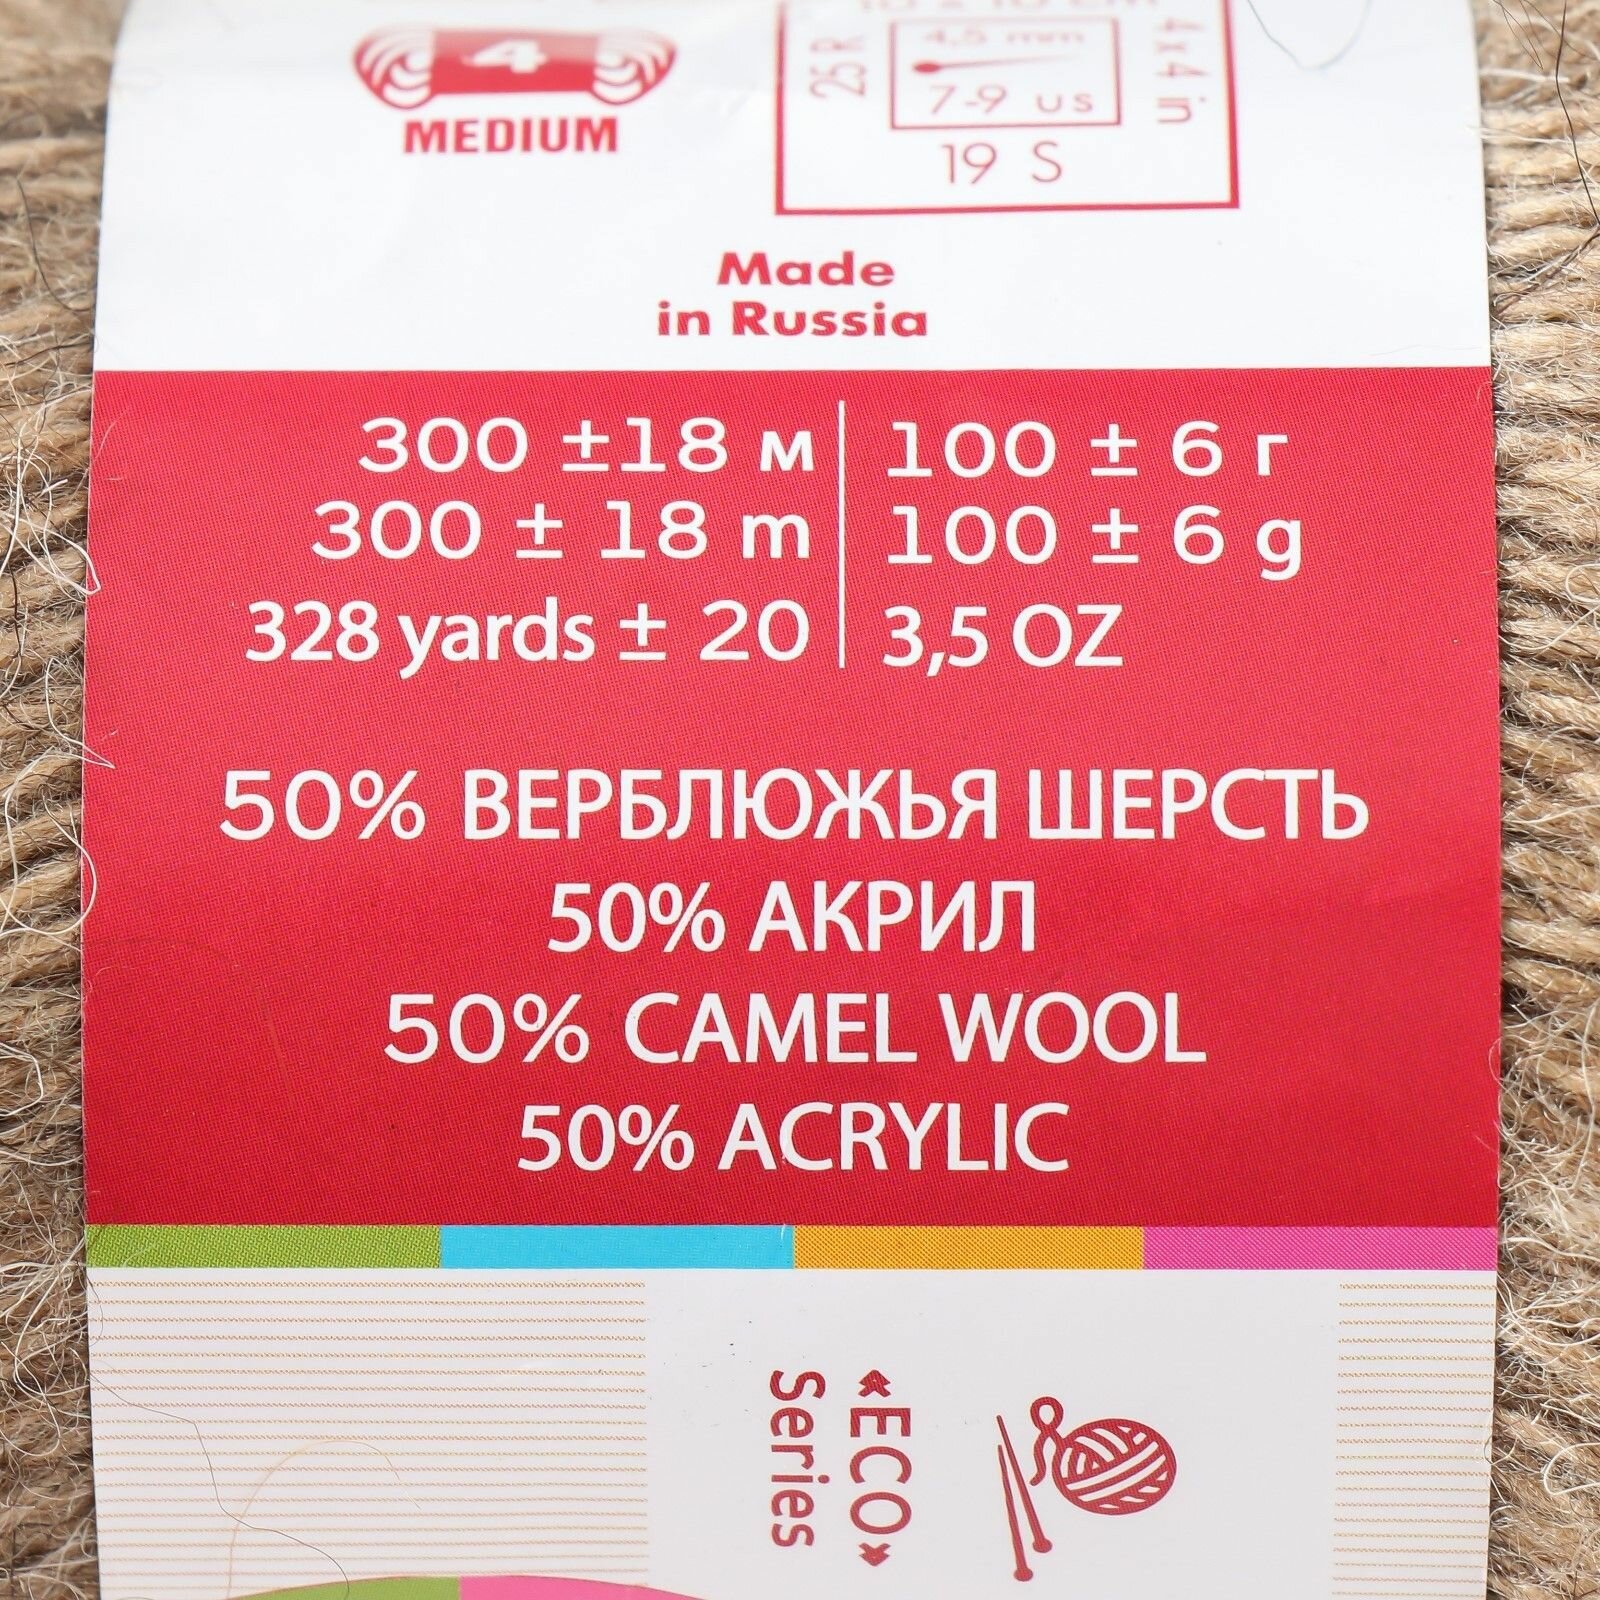 4
MEDIUM
25 R
4,5 mm
7-9 US
4x4 in
19 S
Made
in Russia
300 ±18 м
100 ± 6 г
300 ± 18 m
100 ± 6 g
328 yards ± 20
3,5 OZ
50% ВЕРБЛЮЖЬЯ ШЕРСТЬ
50% АКРИЛ
50% CAMEL WOOL
50% ACRYLIC
«ECO»
Series